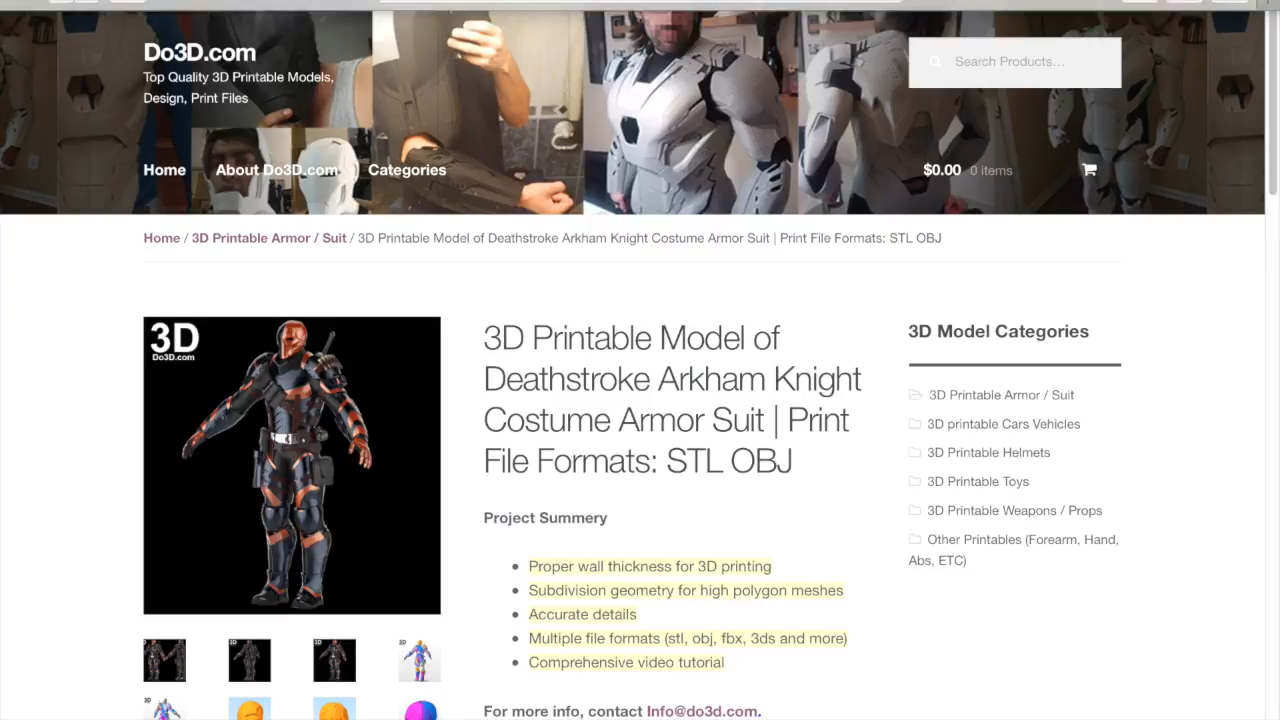 Do3D.com
Top Quality 3D Printable Models,
Design, Print Files
Search Products…
Home
About Do3D.com
Categories
$0.00 0 items
Home / 3D Printable Armor / Suit / 3D Printable Model of Deathstroke Arkham Knight Costume Armor Suit | Print File Formats: STL OBJ
3D
Do3D.com
3D Printable Model of
Deathstroke Arkham Knight
Costume Armor Suit | Print
File Formats: STL OBJ
Project Summery
Proper wall thickness for 3D printing
Subdivision geometry for high polygon meshes
Accurate details
Multiple file formats (stl, obj, fbx, 3ds and more)
Comprehensive video tutorial
For more info, contact Info@do3d.com.
3D Model Categories
3D Printable Armor / Suit
3D printable Cars Vehicles
3D Printable Helmets
3D Printable Toys
3D Printable Weapons / Props
Other Printables (Forearm, Hand,
Abs, ETC)
3D
3D
3D
3D